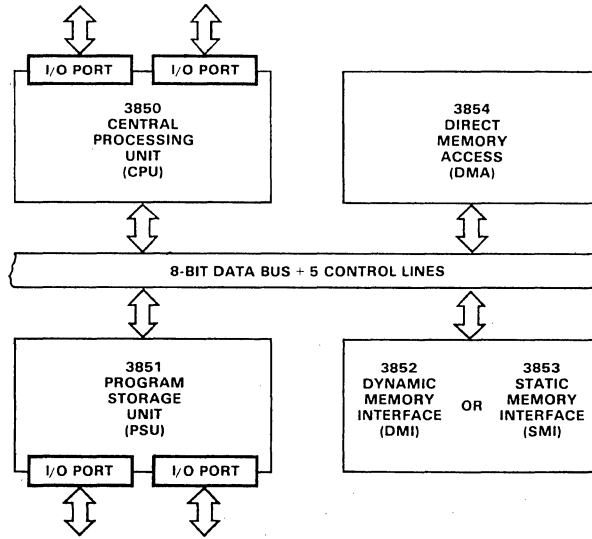 I/O PORT
I/O PORT
3850
CENTRAL
PROCESSING
UNIT
(CPU)
3854
DIRECT
MEMORY
ACCESS
(DMA)
8-BIT DATA BUS + 5 CONTROL LINES
3851
PROGRAM
STORAGE
UNIT
(PSU)
I/O PORT
I/O PORT
3852
DYNAMIC
MEMORY
INTERFACE
(DMI)
OR
3853
STATIC
MEMORY
INTERFACE
(SMI)